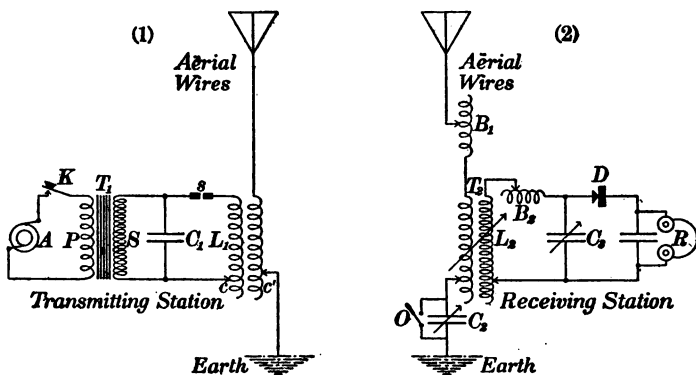 (1)
Aërial
Wires
K
T₁
s
A
P
S
C₁
L₁
c
c'
Transmitting Station
Earth
(2)
Aërial
Wires
B₁
T₂
D
B₂
L₂
C₃
R
O
C₂
Receiving Station
Earth